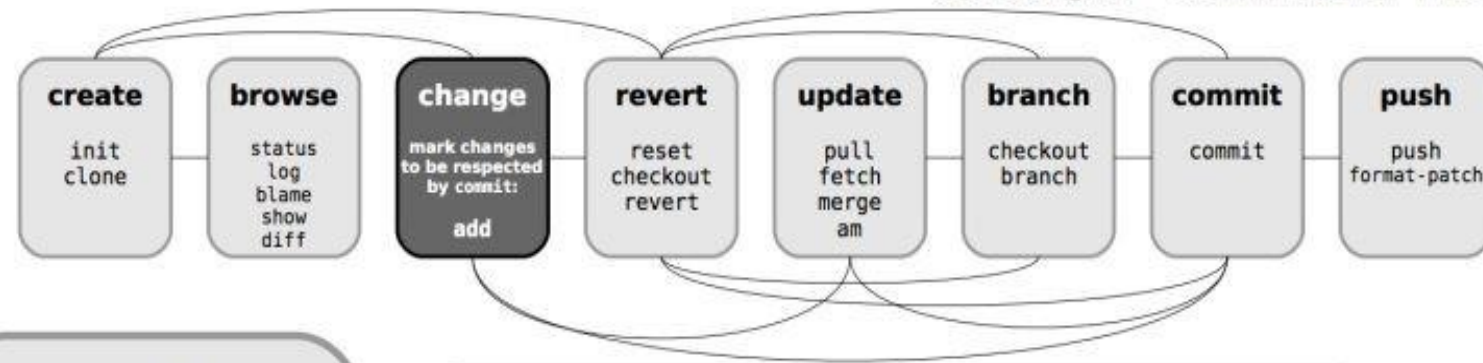 create
init
clone
browse
status
log
blame
show
diff
change
mark changes
to be respected
by commit:
add
revert
reset
checkout
revert
update
pull
fetch
merge
am
branch
checkout
branch
commit
commit
push
push
format-patch